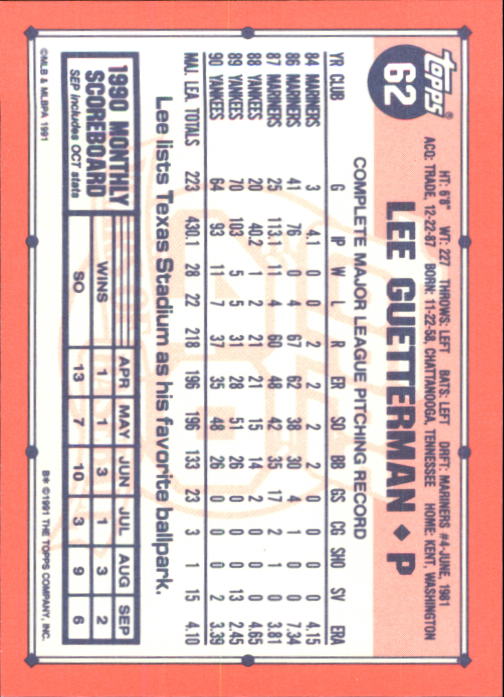 topps®
62
HT: 6'8" WT: 227 THROWS: LEFT BATS: LEFT DRFT: MARINERS #4-JUNE, 1981
ACQ: TRADE, 12-22-87 BORN: 11-22-58, CHATTANOOGA, TENNESSEE HOME: KENT, WASHINGTON
LEE GUETTERMAN ♦ P
COMPLETE MAJOR LEAGUE PITCHING RECORD
YR CLUB G IP W L R ER SO BB GS CG SHO SV ERA
84 MARINERS 3 4.1 0 0 2 2 2 2 0 0 0 0 4.15
86 MARINERS 41 76 0 4 67 62 38 30 4 1 0 0 7.34
87 MARINERS 25 113.1 11 4 60 48 42 35 17 2 1 0 3.81
88 YANKEES 20 40.2 1 2 21 21 15 14 2 0 0 0 4.65
89 YANKEES 70 103 5 5 31 28 51 26 0 0 0 13 2.45
90 YANKEES 64 93 11 7 37 35 48 26 0 0 0 2 3.39
MAJ. LEA. TOTALS 223 430.1 28 22 218 196 196 133 23 3 1 15 4.10
Lee lists Texas Stadium as his favorite ballpark.
1990 MONTHLY
SCOREBOARD
SEP includes OCT stats
APR MAY JUN JUL AUG SEP
WINS 1 1 3 1 3 2
SO 13 7 10 3 9 6
©MLB & MLBPA 1991
B* ©1991 THE TOPPS COMPANY, INC.